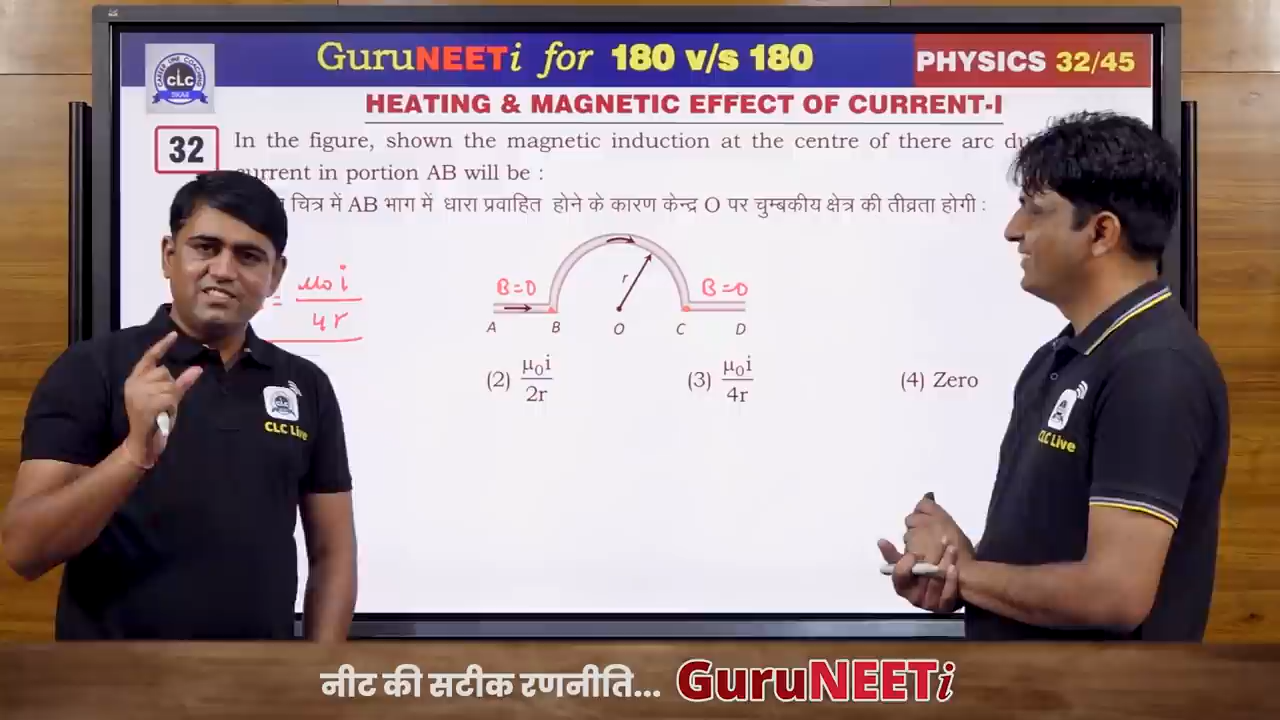 GuruNEETi for 180 v/s 180
PHYSICS 32/45
CLC
HEATING & MAGNETIC EFFECT OF CURRENT-I
32
In the figure, shown the magnetic induction at the centre of there arc
current in portion AB will be :
चित्र में AB भाग में धारा प्रवाहित होने के कारण केन्द्र O पर चुम्बकीय क्षेत्र की तीव्रता होगी :
= μ₀i
4r
B=0
B=0
r
A B O C D
(2) μ₀i/2r (3) μ₀i/4r (4) Zero
CLC Live
CLC Live
नीट की सटीक रणनीति... GuruNEETi